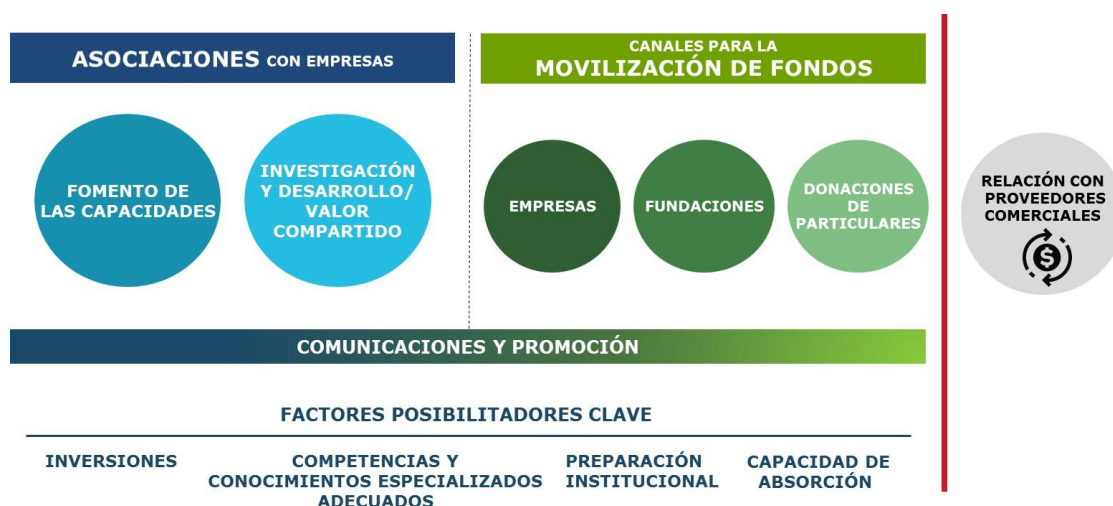 ASOCIACIONES CON EMPRESAS
CANALES PARA LA
MOVILIZACIÓN DE FONDOS
FOMENTO DE
LAS CAPACIDADES
INVESTIGACIÓN
Y DESARROLLO/
VALOR
COMPARTIDO
EMPRESAS
FUNDACIONES
DONACIONES
DE
PARTICULARES
RELACIÓN CON
PROVEEDORES
COMERCIALES
$
COMUNICACIONES Y PROMOCIÓN
FACTORES POSIBILITADORES CLAVE
INVERSIONES
COMPETENCIAS Y
CONOCIMIENTOS ESPECIALIZADOS
ADECUADOS
PREPARACIÓN
INSTITUCIONAL
CAPACIDAD DE
ABSORCIÓN